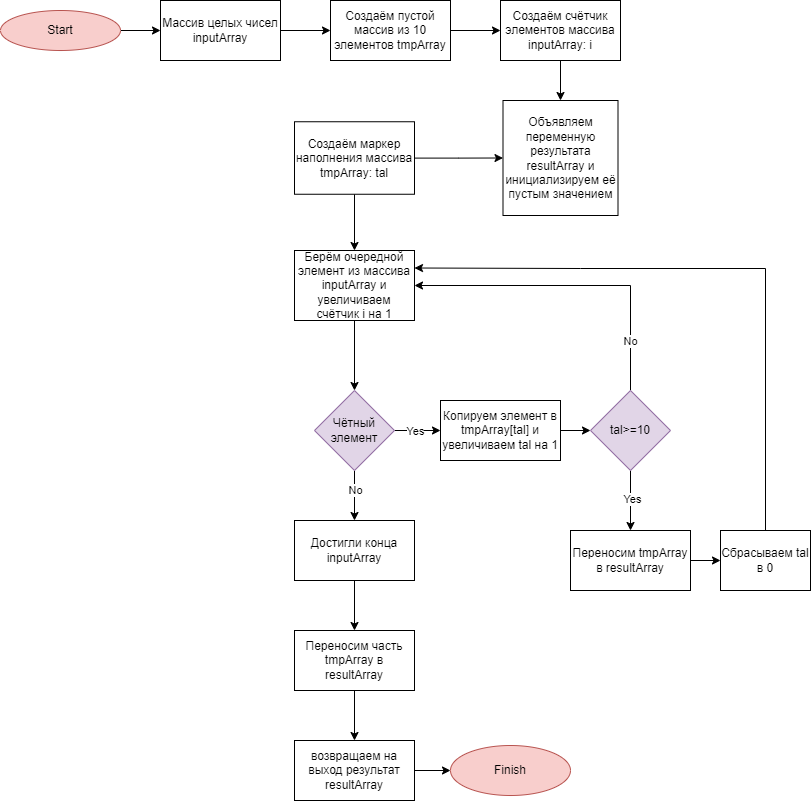 Start
Массив целых чисел
inputArray
Создаём пустой
массив из 10
элементов tmpArray
Создаём счётчик
элементов массива
inputArray: i
Объявляем
переменную
результата
resultArray и
инициализируем её
пустым значением
Создаём маркер
наполнения массива
tmpArray: tal
Берём очередной
элемент из массива
inputArray и
увеличиваем
счётчик i на 1
No
Чётный
элемент
Yes
Копируем элемент в
tmpArray[tal] и
увеличиваем tal на 1
tal>=10
No
Yes
Достигли конца
inputArray
Переносим tmpArray
в resultArray
Сбрасываем tal
в 0
Переносим часть
tmpArray в
resultArray
возвращаем на
выход результат
resultArray
Finish